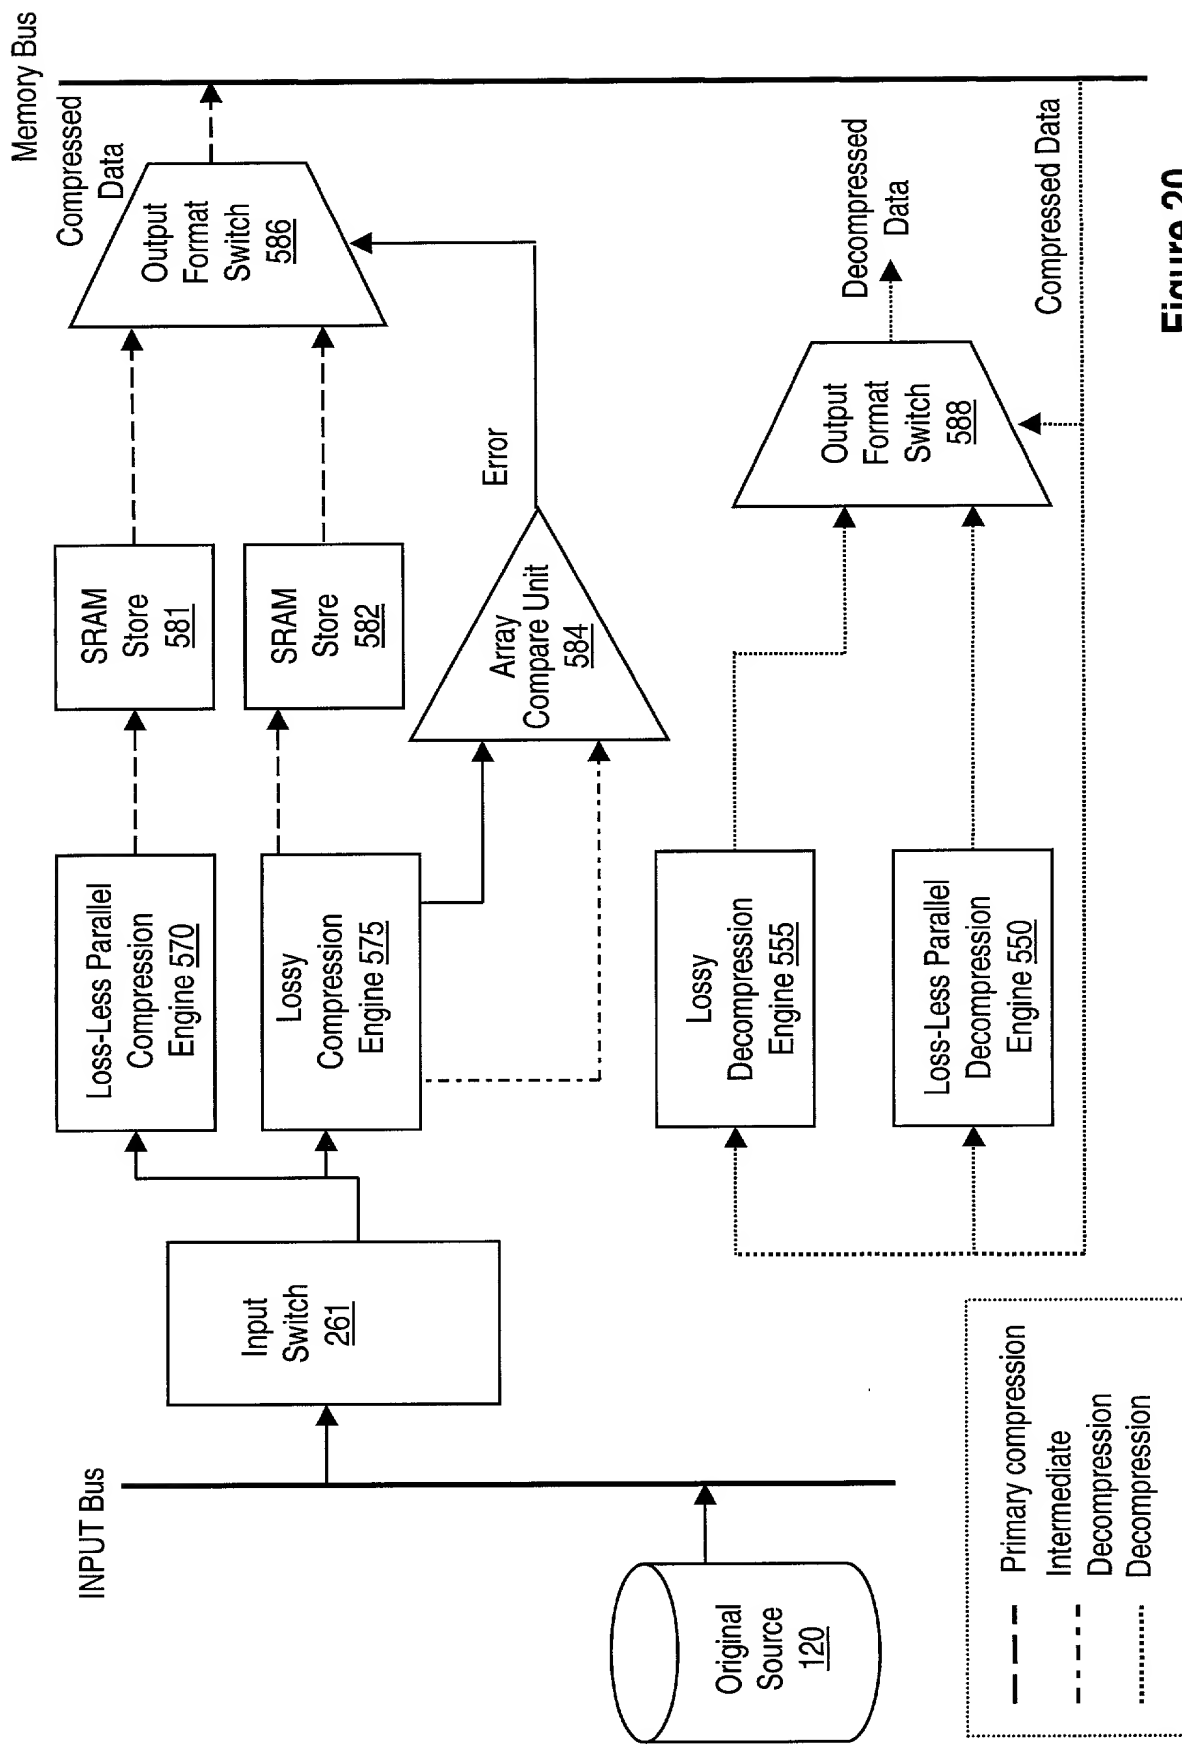 INPUT Bus
Memory Bus
Original
Source
120
Input
Switch
261
Loss-Less Parallel
Compression
Engine 570
Lossy
Compression
Engine 575
SRAM
Store
581
SRAM
Store
582
Array
Compare Unit
584
Error
Output
Format
Switch
586
Compressed
Data
Lossy
Decompression
Engine 555
Loss-Less Parallel
Decompression
Engine 550
Output
Format
Switch
588
Decompressed
Data
Compressed Data
Primary compression
Intermediate
Decompression
Decompression
Figure 20